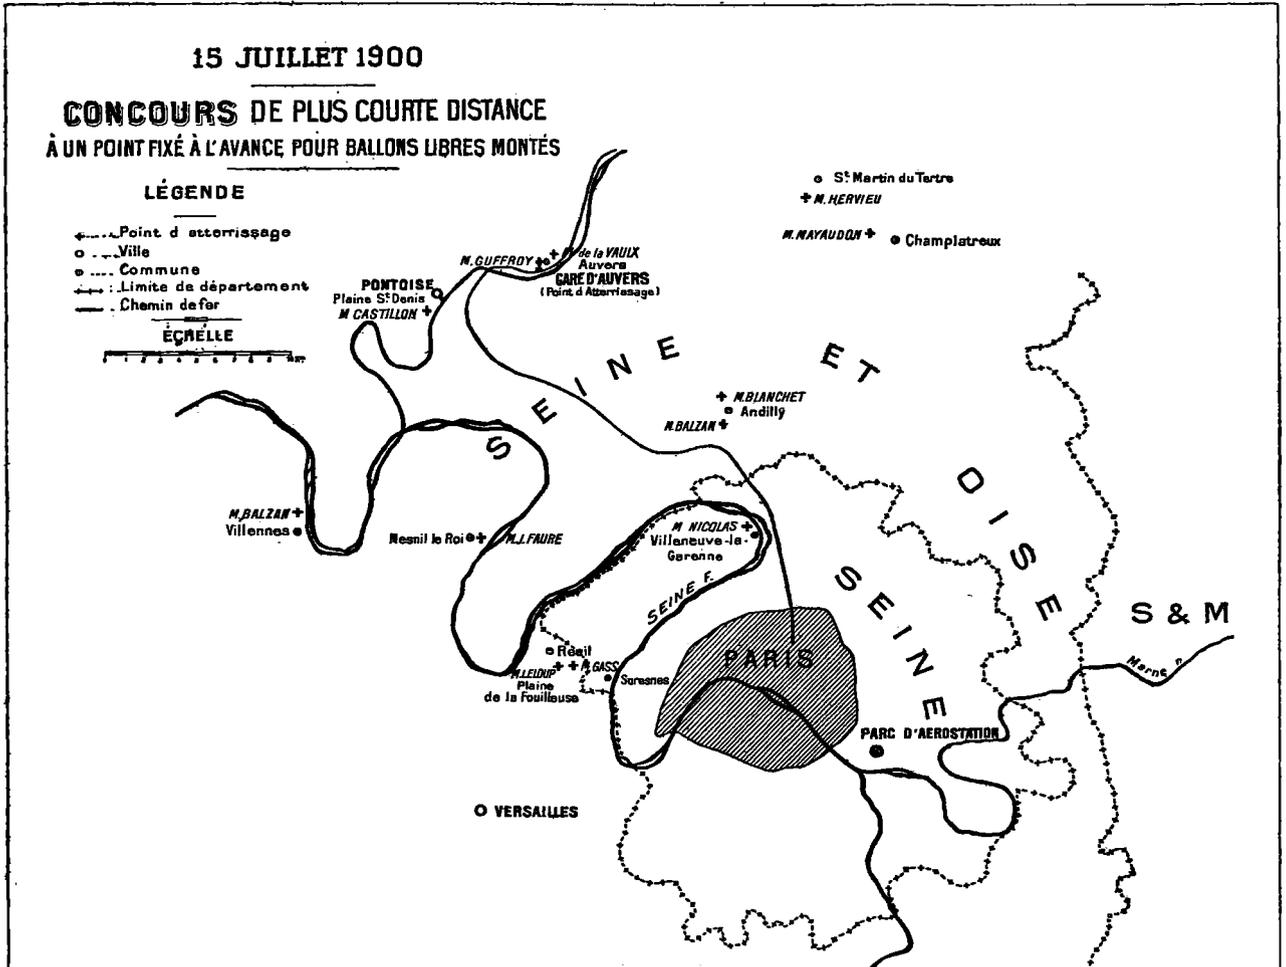 15 JUILLET 1900
CONCOURS DE PLUS COURTE DISTANCE
À UN POINT FIXÉ À L'AVANCE POUR BALLONS LIBRES MONTÉS
LÉGENDE
Point d atterrissage
Ville
Commune
Limite de département
Chemin de fer
ÉCHELLE
St Martin du Tertre
M. HERVIEU
M. MAYAUDON
Champlatreux
M. GUFFROY
de la VAULX
Auvers
GARE D'AUVERS
(Point d'Atterrissage)
PONTOISE
Plaine St Denis
M CASTILLON
SEINE ET OISE
M. BLANCHET
Andilly
M. BALZAN
M. BALZAN
Villennes
Mesnil le Roi
M. J. FAURE
M NICOLAS
Villeneuve-la-
Garenne
SEINE F.
SEINE
S & M
Marne
PARIS
Rueil
M. LELOUP
GASS
Suresnes
Plaine
de la Fouilleuse
PARC D'AEROSTATION
VERSAILLES